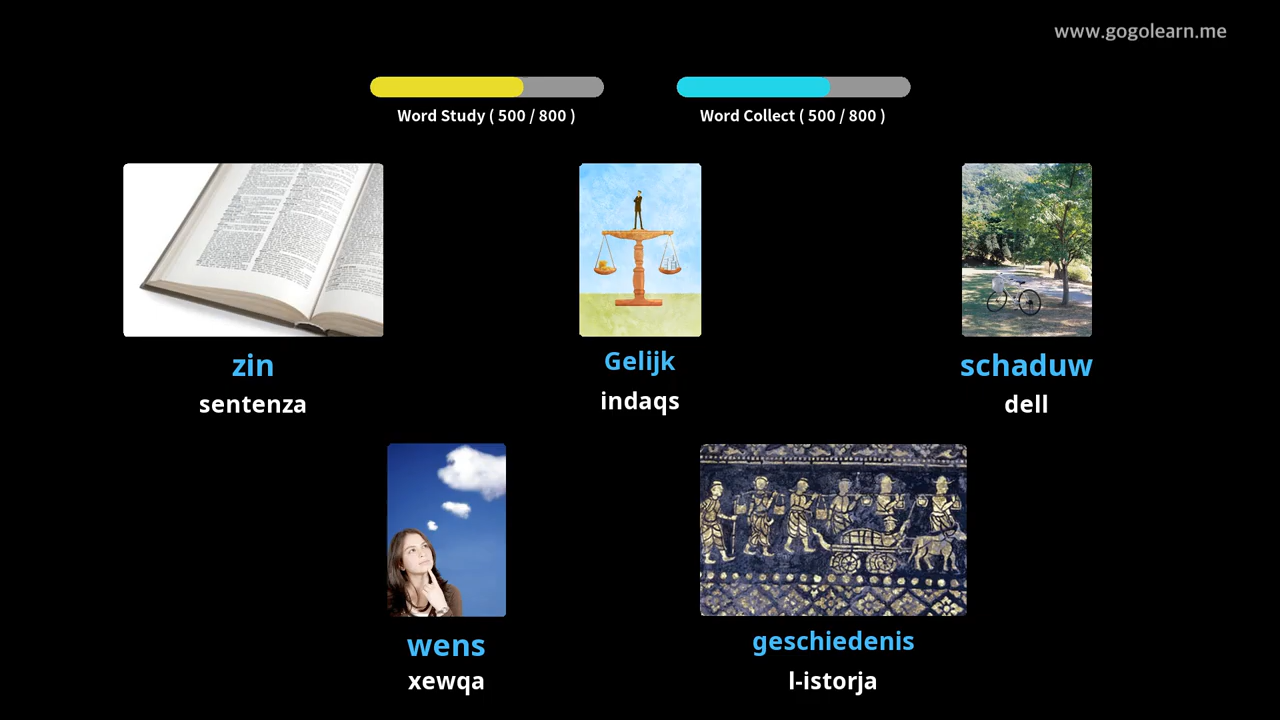 www.gogolearn.me
Word Study ( 500 / 800 )
Word Collect ( 500 / 800 )
zin
sentenza
Gelijk
indaqs
schaduw
dell
wens
xewqa
geschiedenis
l-istorja